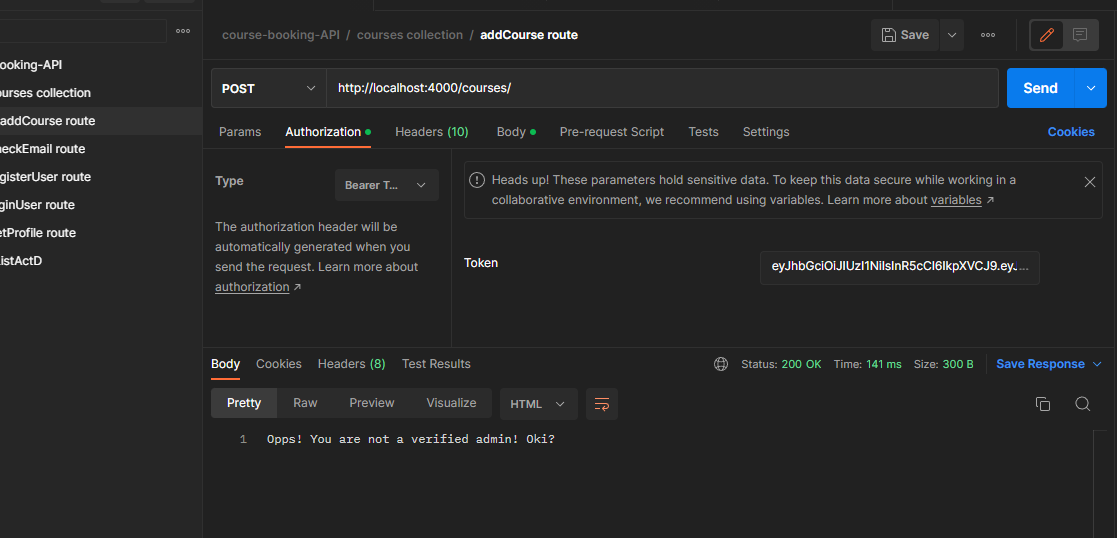 course-booking-API / courses collection / addCourse route
Save
ooking-API
ourses collection
addCourse route
neckEmail route
gisterUser route
ginUser route
etProfile route
istActD
POST
http://localhost:4000/courses/
Send
Params Authorization Headers (10) Body Pre-request Script Tests Settings Cookies
Type
Bearer T...
The authorization header will be
automatically generated when you
send the request. Learn more about
authorization ↗
Heads up! These parameters hold sensitive data. To keep this data secure while working in a
collaborative environment, we recommend using variables. Learn more about variables ↗
Token
eyJhbGciOiJIUzI1NiIsInR5cCI6IkpXVCJ9.eyJ...
Body Cookies Headers (8) Test Results
Status: 200 OK Time: 141 ms Size: 300 B Save Response
Pretty Raw Preview Visualize HTML
1 Opps! You are not a verified admin! Oki?